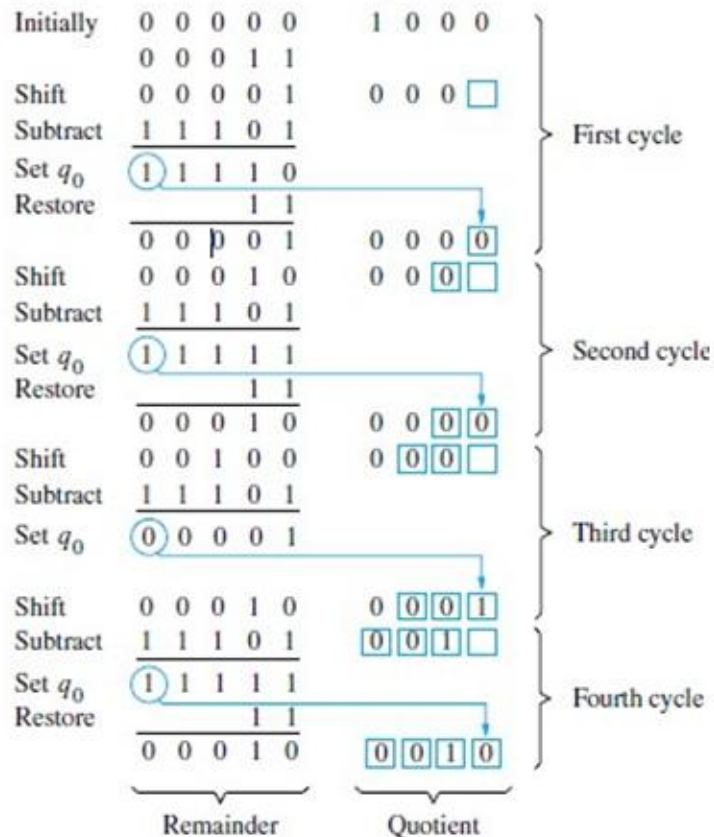 Initially 0 0 0 0 0 1 0 0 0
0 0 0 1 1
Shift 0 0 0 0 1 0 0 0
Subtract 1 1 1 0 1
First cycle
Set q0 1 1 1 1 0
Restore 1 1
0 0 0 0 1 0 0 0 0
Shift 0 0 0 1 0 0 0 0
Subtract 1 1 1 0 1
Set q0 1 1 1 1 1 Second cycle
Restore 1 1
0 0 0 1 0 0 0 0 0
Shift 0 0 1 0 0 0 0 0
Subtract 1 1 1 0 1
Set q0 0 0 0 0 1 Third cycle
Shift 0 0 0 1 0 0 0 0 1
Subtract 1 1 1 0 1 0 0 1
Set q0 1 1 1 1 1 Fourth cycle
Restore 1 1
0 0 0 1 0 0 0 1 0
Remainder Quotient